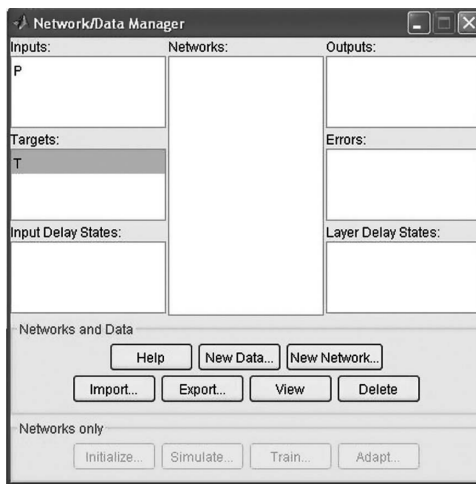 Network/Data Manager
Inputs: Networks: Outputs:
P
Targets: Errors:
T
Input Delay States: Layer Delay States:
Networks and Data
Help New Data... New Network...
Import... Export... View Delete
Networks only
Initialize... Simulate... Train... Adapt...